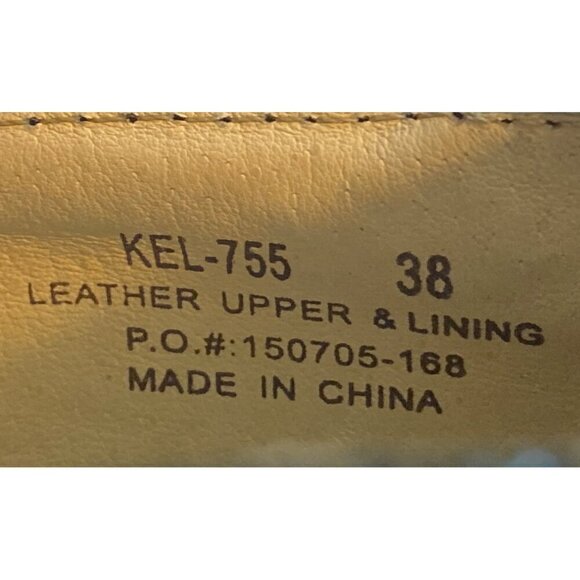 KEL-755 38
LEATHER UPPER & LINING
P.O.#:150705-168
MADE IN CHINA